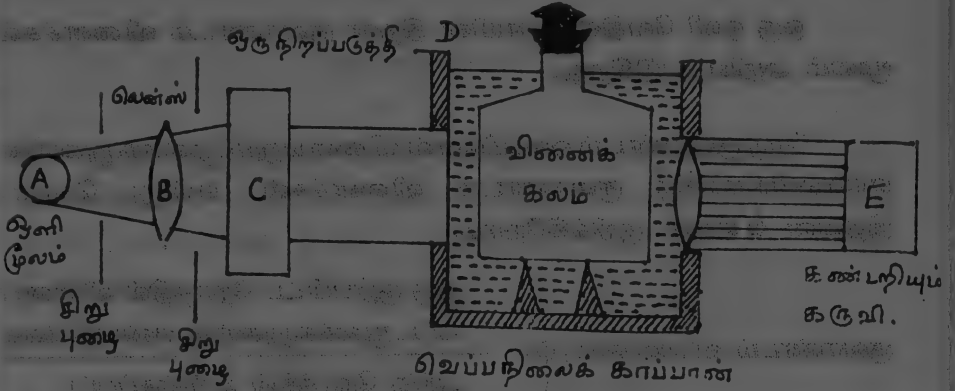 ஒருநிறப்படுத்தி
D
லென்ஸ்
A
B
C
வினைக்
கலம்
E
ஒளி
மூலம்
சிறு
புழை
சிறு
புழை
கண்டறியும்
கருவி.
வெப்பநிலைக் காப்பான்